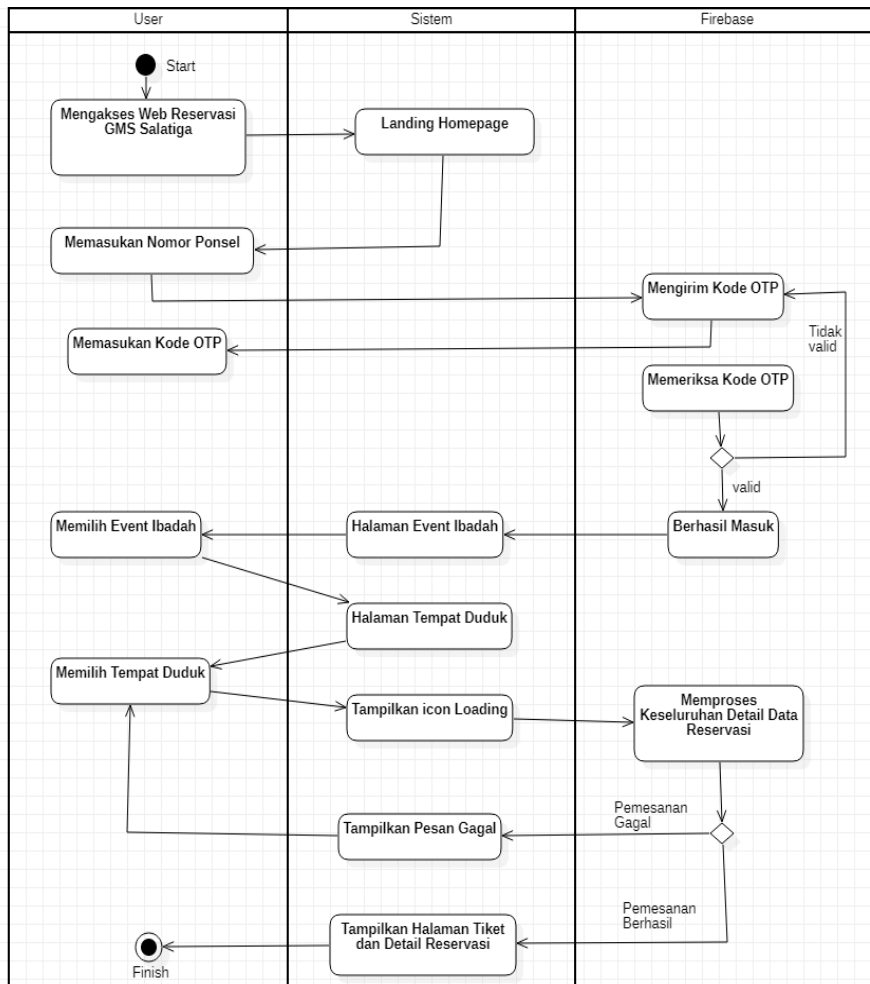 User
Sistem
Firebase
Start
Mengakses Web Reservasi
GMS Salatiga
Landing Homepage
Memasukan Nomor Ponsel
Mengirim Kode OTP
Memasukan Kode OTP
Tidak
valid
Memeriksa Kode OTP
valid
Memilih Event Ibadah
Halaman Event Ibadah
Berhasil Masuk
Halaman Tempat Duduk
Memilih Tempat Duduk
Tampilkan icon Loading
Memproses
Keseluruhan Detail Data
Reservasi
Pemesanan
Gagal
Tampilkan Pesan Gagal
Pemesanan
Berhasil
Tampilkan Halaman Tiket
dan Detail Reservasi
Finish